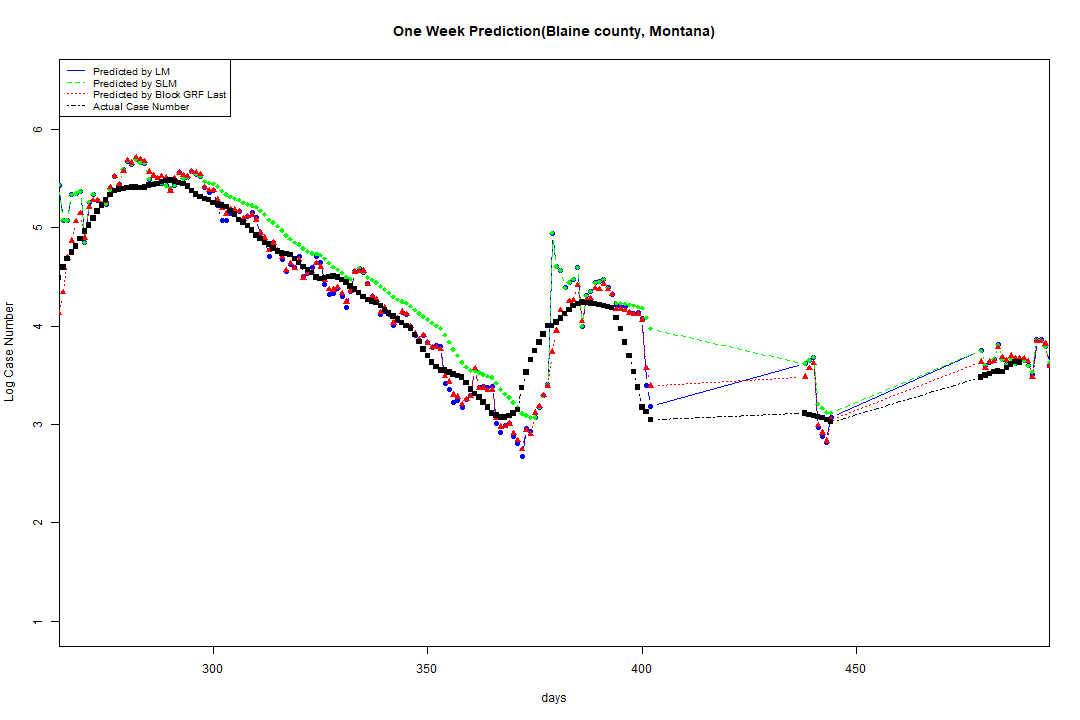 One Week Prediction(Blaine county, Montana)
Predicted by LM
Predicted by SLM
Predicted by Block GRF Last
Actual Case Number
Log Case Number
6
5
4
3
2
1
300
350
400
450
days